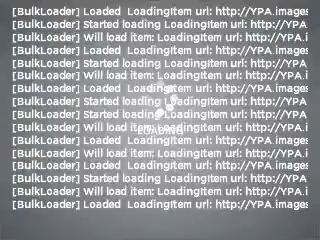 [BulkLoader] Loaded LoadingItem url: http://YPA.images
[BulkLoader] Started loading LoadingItem url: http://YPA
[BulkLoader] Will load item: LoadingItem url: http://YPA.i
[BulkLoader] Loaded LoadingItem url: http://YPA.images
[BulkLoader] Started loading LoadingItem url: http://YPA
[BulkLoader] Will load item: LoadingItem url: http://YPA.i
[BulkLoader] Loaded LoadingItem url: http://YPA.images
[BulkLoader] Started loading LoadingItem url: http://YPA
[BulkLoader] Started loading LoadingItem url: http://YPA
[BulkLoader] Will load item: LoadingItem url: http://YPA.i
LOADING
[BulkLoader] Loaded LoadingItem url: http://YPA.images
[BulkLoader] Will load item: LoadingItem url: http://YPA.i
[BulkLoader] Loaded LoadingItem url: http://YPA.images
[BulkLoader] Started loading LoadingItem url: http://YPA
[BulkLoader] Will load item: LoadingItem url: http://YPA.i
[BulkLoader] Loaded LoadingItem url: http://YPA.images